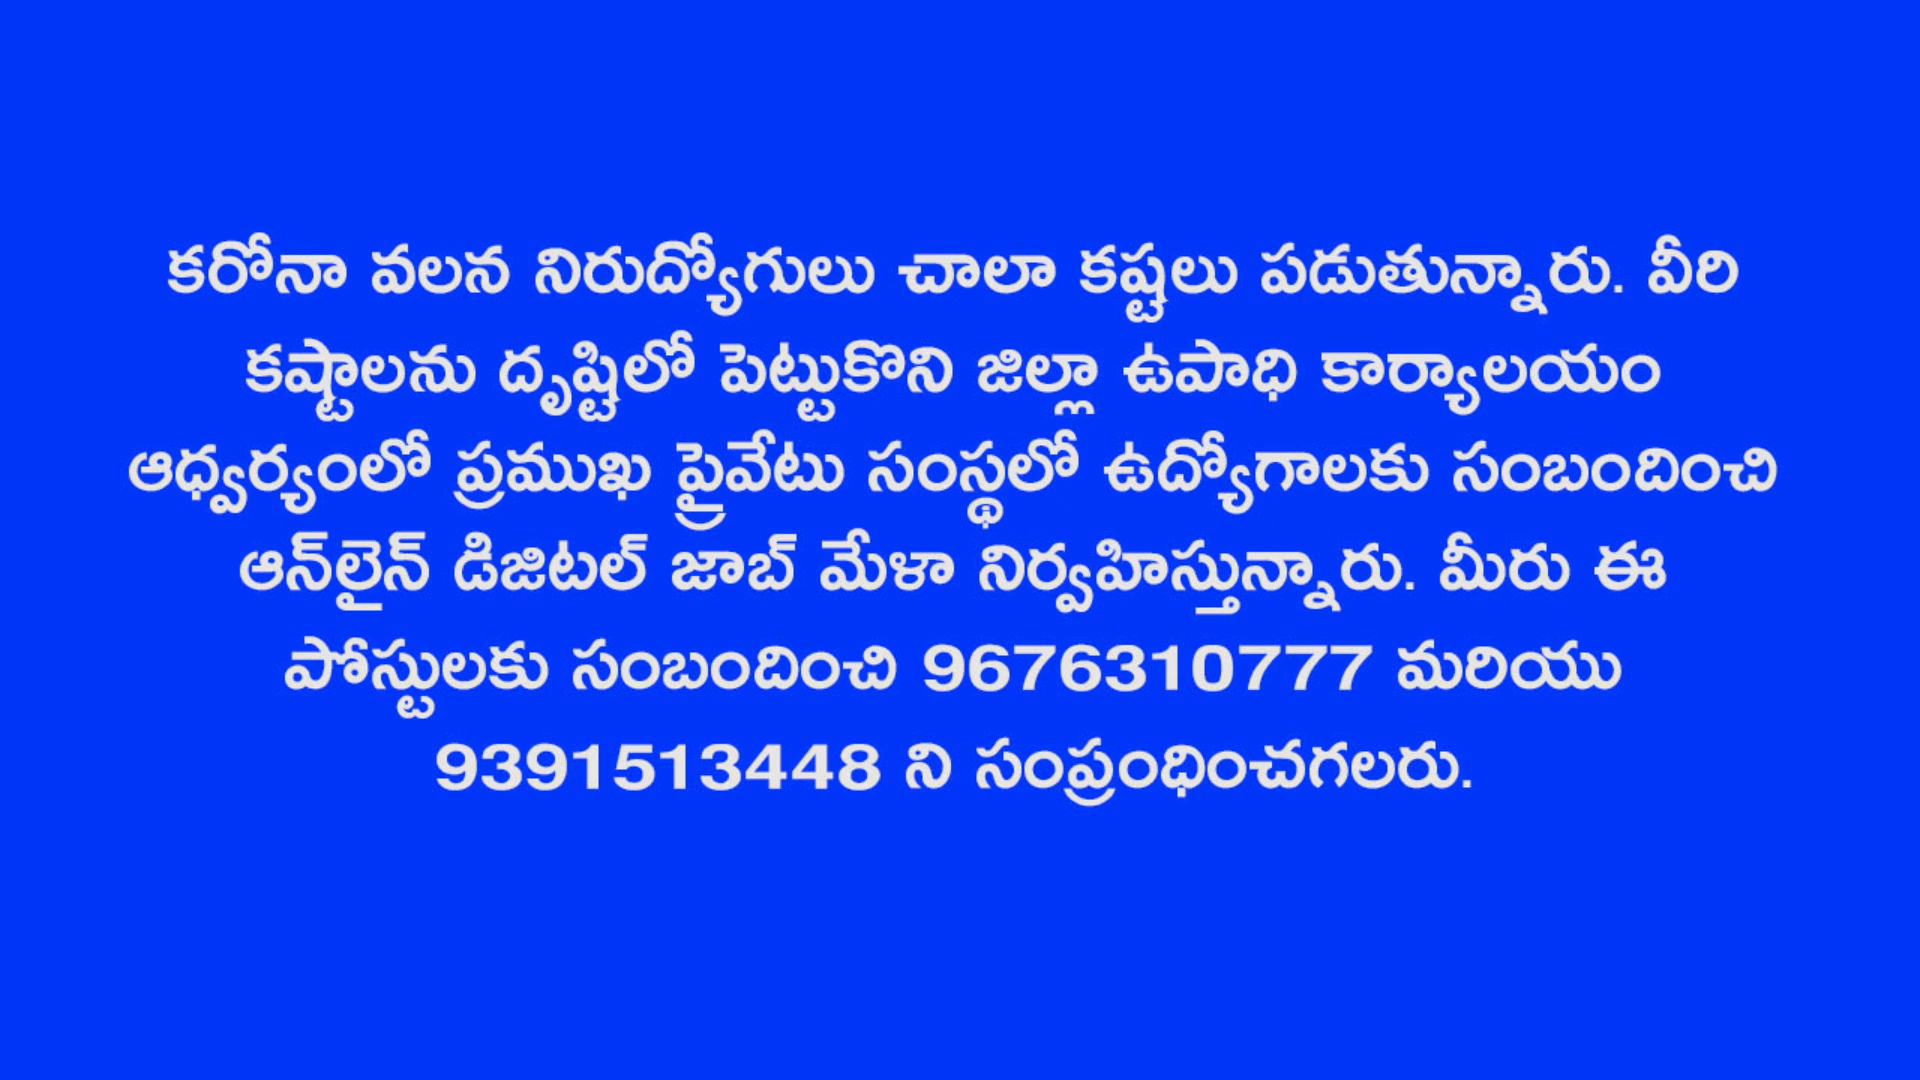 కరోనా వలన నిరుద్యోగులు చాలా కష్టలు పడుతున్నారు. వీరి
కష్టాలను దృష్టిలో పెట్టుకొని జిల్లా ఉపాధి కార్యాలయం
ఆధ్వర్యంలో ప్రముఖ ప్రైవేటు సంస్థలో ఉద్యోగాలకు సంబందించి
ఆన్‌లైన్ డిజిటల్ జాబ్ మేళా నిర్వహిస్తున్నారు. మీరు ఈ
పోస్టులకు సంబందించి 9676310777 మరియు
9391513448 ని సంప్రంధించగలరు.